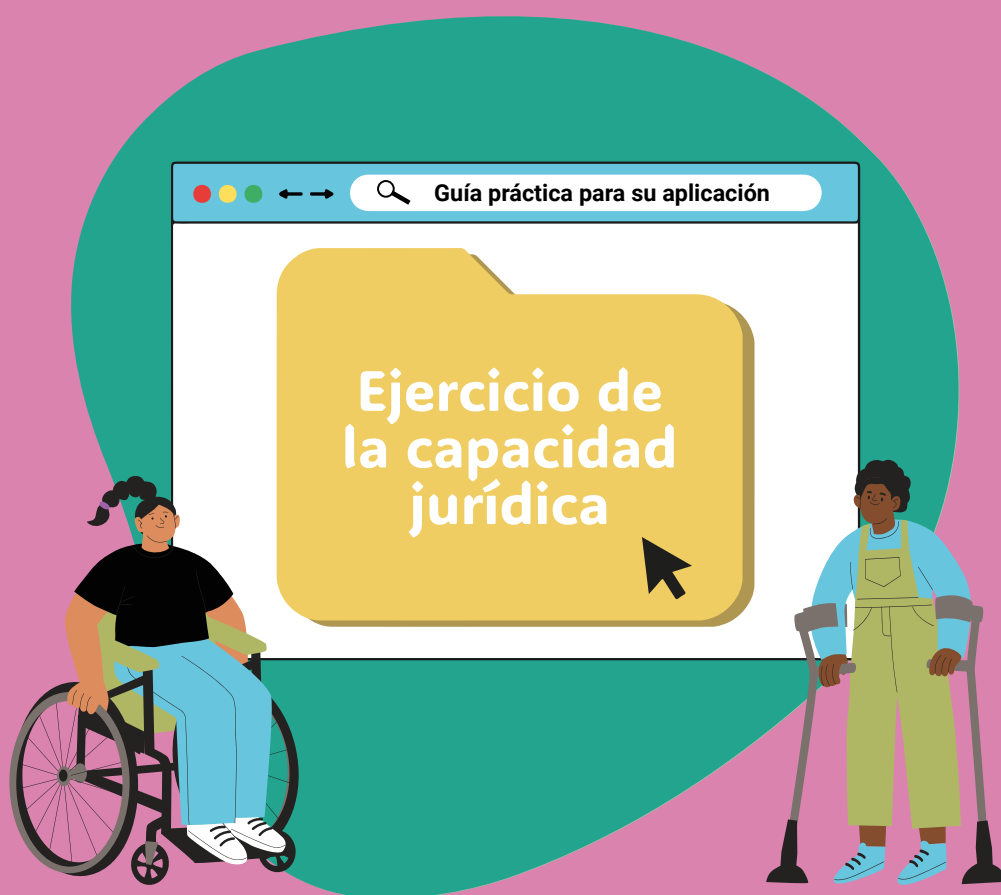 Guía práctica para su aplicación
Ejercicio de
la capacidad
jurídica